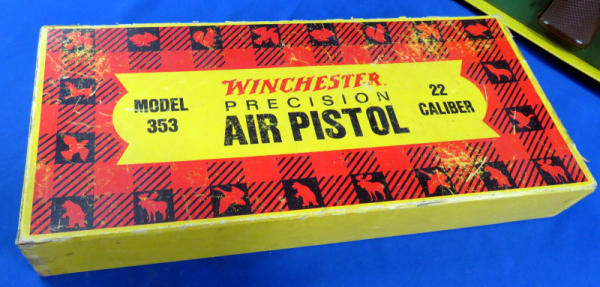 WINCHESTER
PRECISION
AIR PISTOL
MODEL
353
22
CALIBER